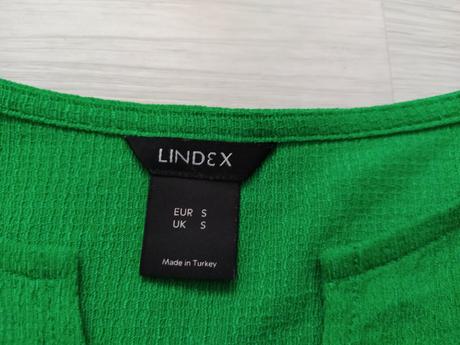 LINDEX
EUR S
UK S
Made in Turkey